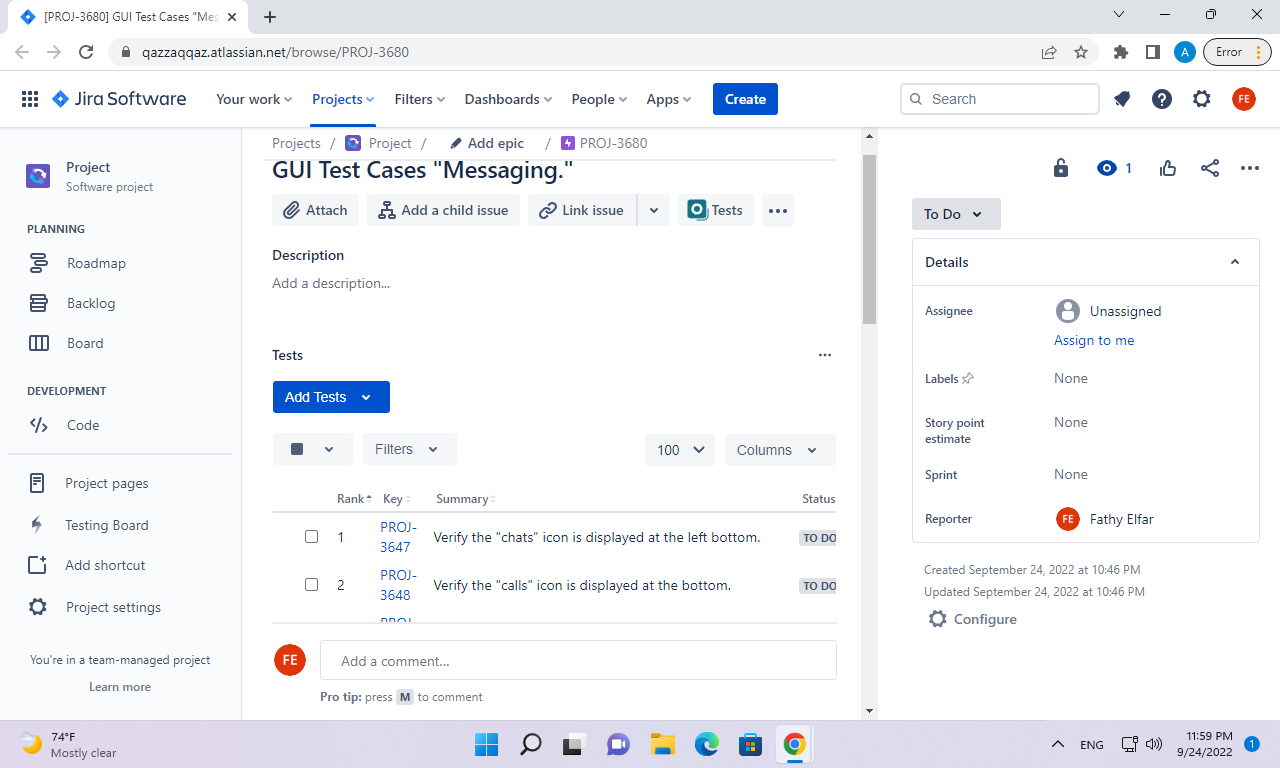 [PROJ-3680] GUI Test Cases "Mes
qazzaqqaz.atlassian.net/browse/PROJ-3680
A
Error
Jira Software
Your work
Projects
Filters
Dashboards
People
Apps
Create
Search
FE
Project
Software project
PLANNING
Roadmap
Backlog
Board
DEVELOPMENT
Code
Project pages
Testing Board
Add shortcut
Project settings
You're in a team-managed project
Learn more
Projects / Project / Add epic / PROJ-3680
GUI Test Cases "Messaging."
Attach
Add a child issue
Link issue
Tests
Description
Add a description...
Tests
Add Tests
Filters
100
Columns
Rank Key Summary Status
1 PROJ-3647 Verify the "chats" icon is displayed at the left bottom. TO DO
2 PROJ-3648 Verify the "calls" icon is displayed at the bottom. TO DO
PROJ-
FE
Add a comment...
Pro tip: press M to comment
1
To Do
Details
Assignee
Unassigned
Assign to me
Labels
None
Story point
estimate
None
Sprint
None
Reporter
FE Fathy Elfar
Created September 24, 2022 at 10:46 PM
Updated September 24, 2022 at 10:46 PM
Configure
74°F
Mostly clear
ENG
11:59 PM
9/24/2022
1